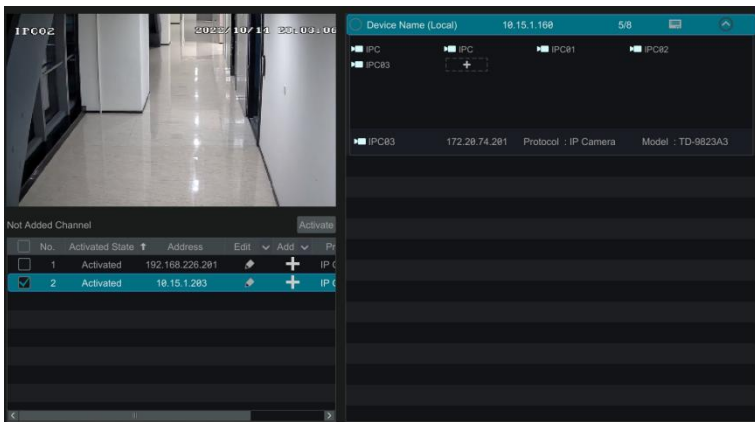 IPC02 2022/10/14
Not Added Channel Activate
No. Activated State ↑ Address Edit Add
1 Activated 192.168.226.201
2 Activated 10.15.1.203
Device Name (Local) 10.15.1.160 5/8
IPC IPC IPC01 IPC02
IPC03 +
IPC03 172.20.74.201 Protocol : IP Camera Model : TD-9823A3